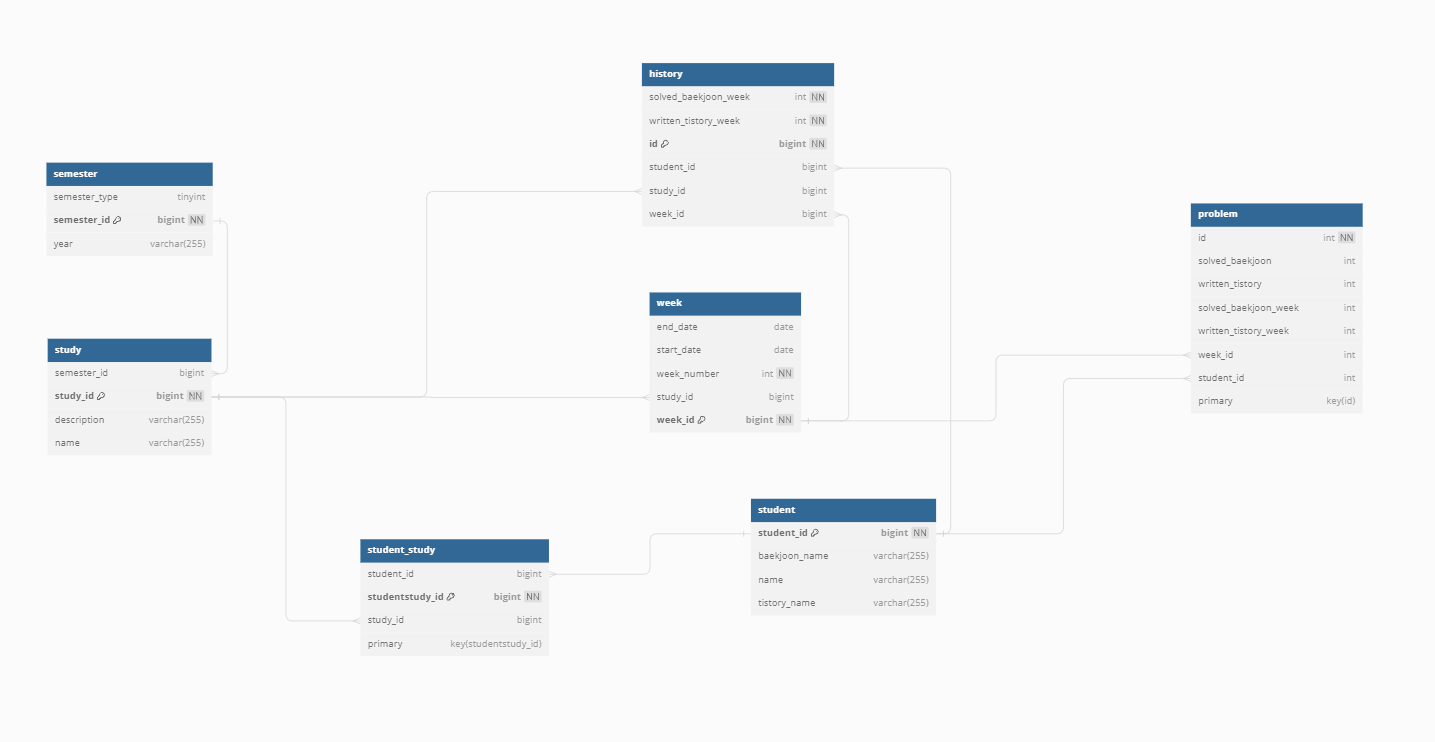 history
solved_baekjoon_week int NN
written_tistory_week int NN
id bigint NN
student_id bigint
study_id bigint
week_id bigint
semester
semester_type tinyint
semester_id bigint NN
year varchar(255)
problem
id int NN
solved_baekjoon int
written_tistory int
solved_baekjoon_week int
written_tistory_week int
week_id int
student_id int
primary key(id)
week
end_date date
start_date date
week_number int NN
study_id bigint
week_id bigint NN
study
semester_id bigint
study_id bigint NN
description varchar(255)
name varchar(255)
student
student_id bigint NN
baekjoon_name varchar(255)
name varchar(255)
tistory_name varchar(255)
student_study
student_id bigint
studentstudy_id bigint NN
study_id bigint
primary key(studentstudy_id)